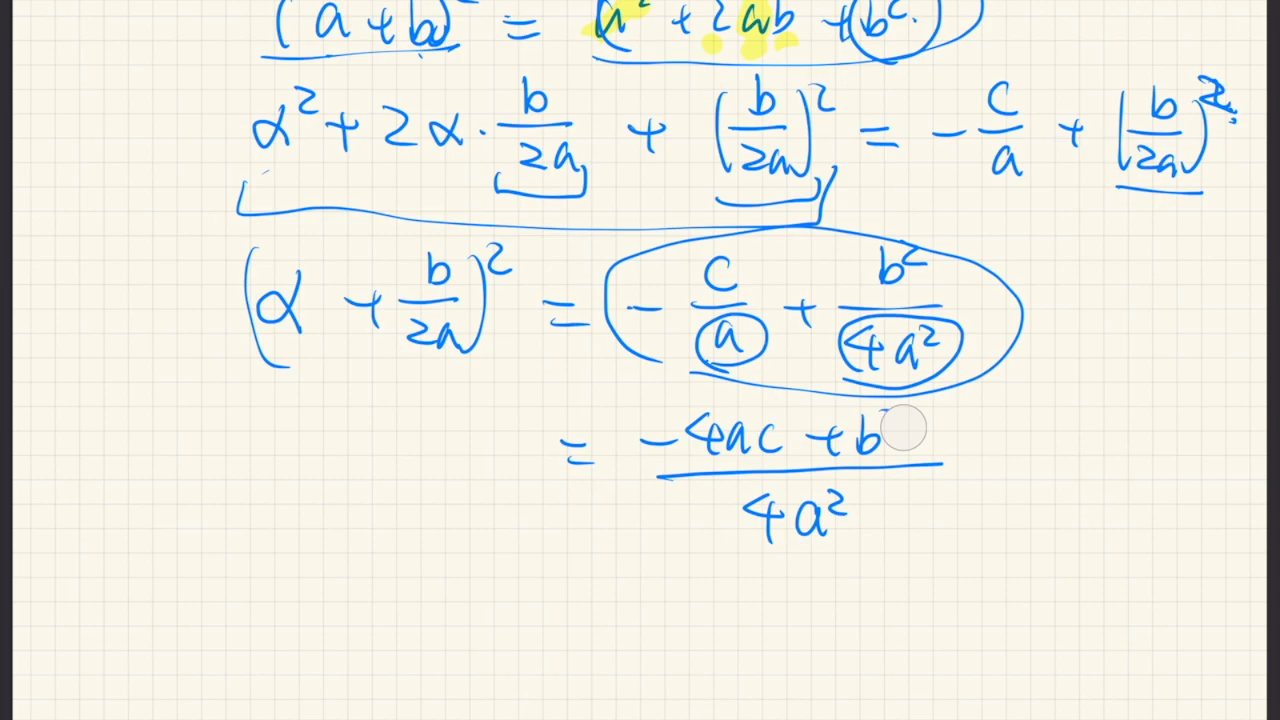 (a+b)² = (a² + 2ab + (b².
α² + 2α · b/2a + (b/2a)² = - c/a + (b/2a)²
(α + b/2a)² = - c/a + b²/4a²
= -4ac + b / 4a²